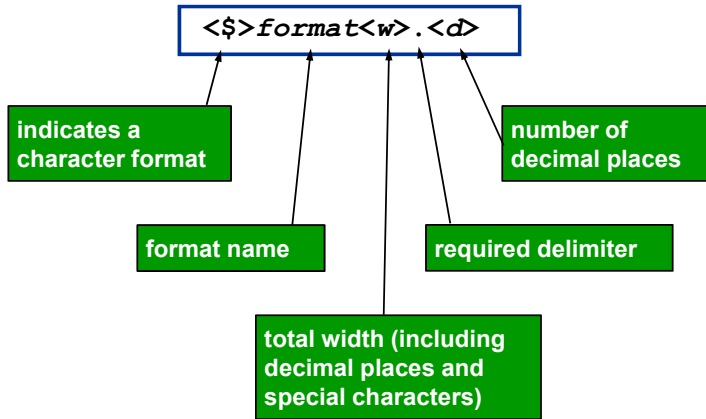 <$>format<w>.<d>
indicates a
character format
number of
decimal places
format name
required delimiter
total width (including
decimal places and
special characters)